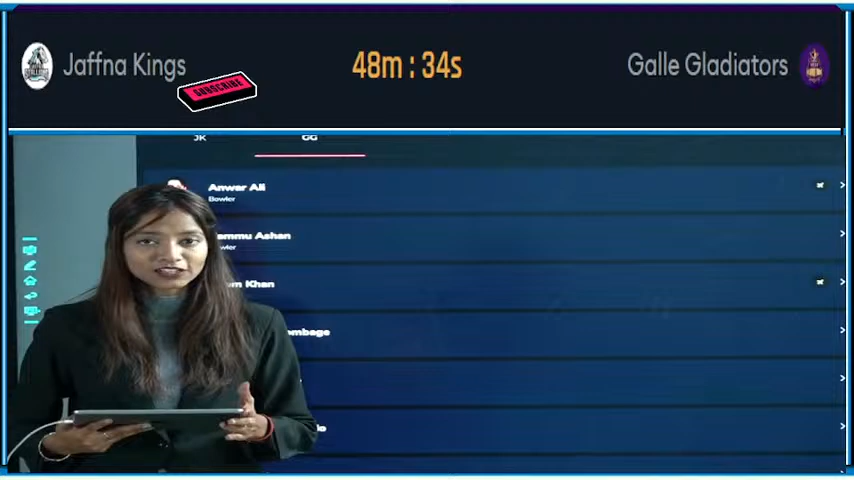 Jaffna Kings
48m : 34s
Galle Gladiators
SUBSCRIBE
JK
GG
Anwar Ali
Bowler
Ashan
Khan